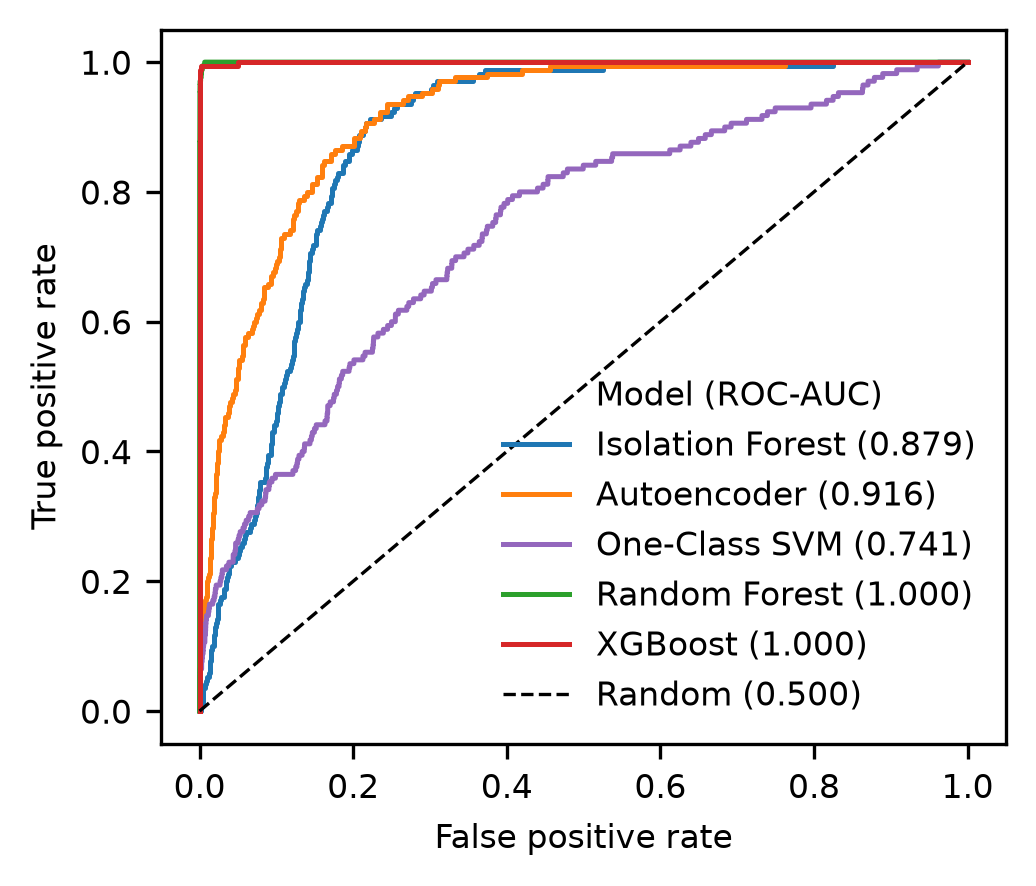 1.0
0.8
0.6
0.4
0.2
0.0
True positive rate
Model (ROC-AUC)
Isolation Forest (0.879)
Autoencoder (0.916)
One-Class SVM (0.741)
Random Forest (1.000)
XGBoost (1.000)
Random (0.500)
0.0 0.2 0.4 0.6 0.8 1.0
False positive rate